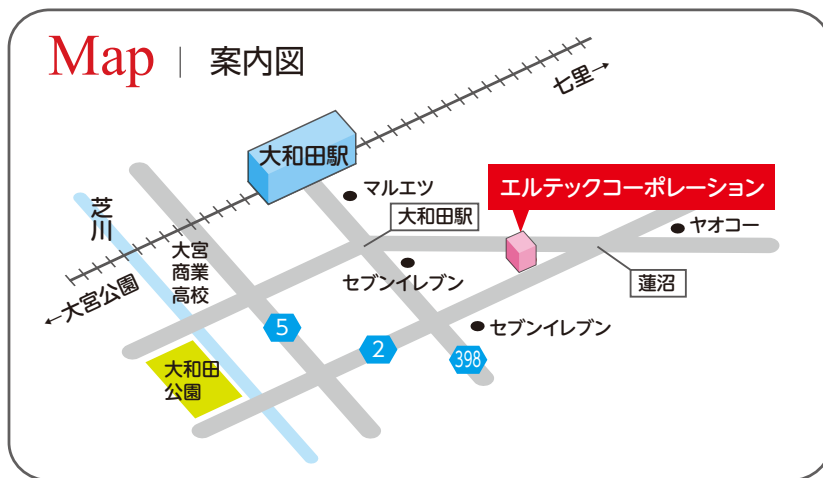 Map | 案内図
七里→
大和田駅
マルエツ
エルテックコーポレーション
芝川
大和田駅
ヤオコー
大宮
商業
高校
セブンイレブン
蓮沼
←大宮公園
5
セブンイレブン
2
398
大和田
公園